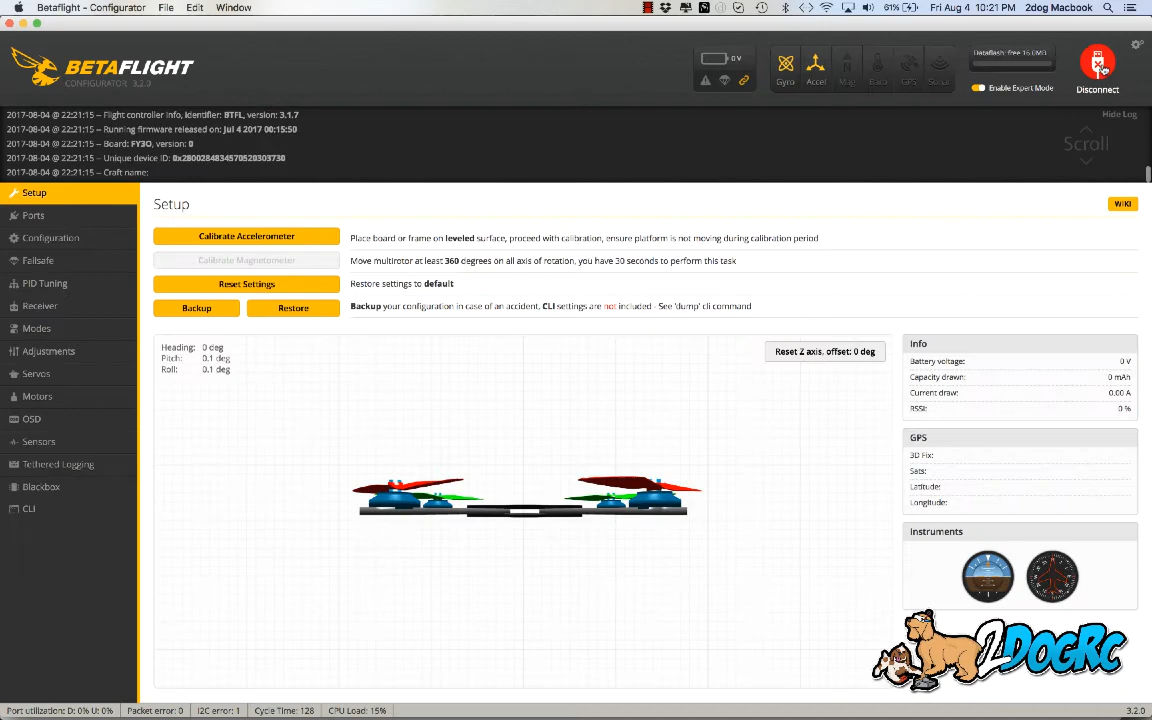 Betaflight - Configurator File Edit Window 61% Fri Aug 4 10:21 PM 2dog Macbook
BETAFLIGHT
CONFIGURATOR 3.2.0
0 V
Gyro Accel Mag Baro GPS Sonar
Dataflash: free 16.0MB
Enable Expert Mode
Disconnect
2017-08-04 @ 22:21:15 -- Flight controller info, Identifier: BTFL, version: 3.1.7
2017-08-04 @ 22:21:15 -- Running firmware released on: Jul 4 2017 00:15:50
2017-08-04 @ 22:21:15 -- Board: FY3O, version: 0
2017-08-04 @ 22:21:15 -- Unique device ID: 0x2800284834570520303730
2017-08-04 @ 22:21:15 -- Craft name:
Hide Log
Scroll
Setup
Ports
Configuration
Failsafe
PID Tuning
Receiver
Modes
Adjustments
Servos
Motors
OSD
Sensors
Tethered Logging
Blackbox
CLI
Setup
WIKI
Calibrate Accelerometer Place board or frame on leveled surface, proceed with calibration, ensure platform is not moving during calibration period
Calibrate Magnetometer Move multirotor at least 360 degrees on all axis of rotation, you have 30 seconds to perform this task
Reset Settings Restore settings to default
Backup Restore Backup your configuration in case of an accident, CLI settings are not included - See 'dump' cli command
Heading: 0 deg
Pitch: 0.1 deg
Roll: 0.1 deg
Reset Z axis, offset: 0 deg
Info
Battery voltage: 0 V
Capacity drawn: 0 mAh
Current draw: 0.00 A
RSSI: 0 %
GPS
3D Fix:
Sats:
Latitude:
Longitude:
Instruments
2DogRC
Port utilization: D: 0% U: 0% Packet error: 0 I2C error: 1 Cycle Time: 128 CPU Load: 15% 3.2.0